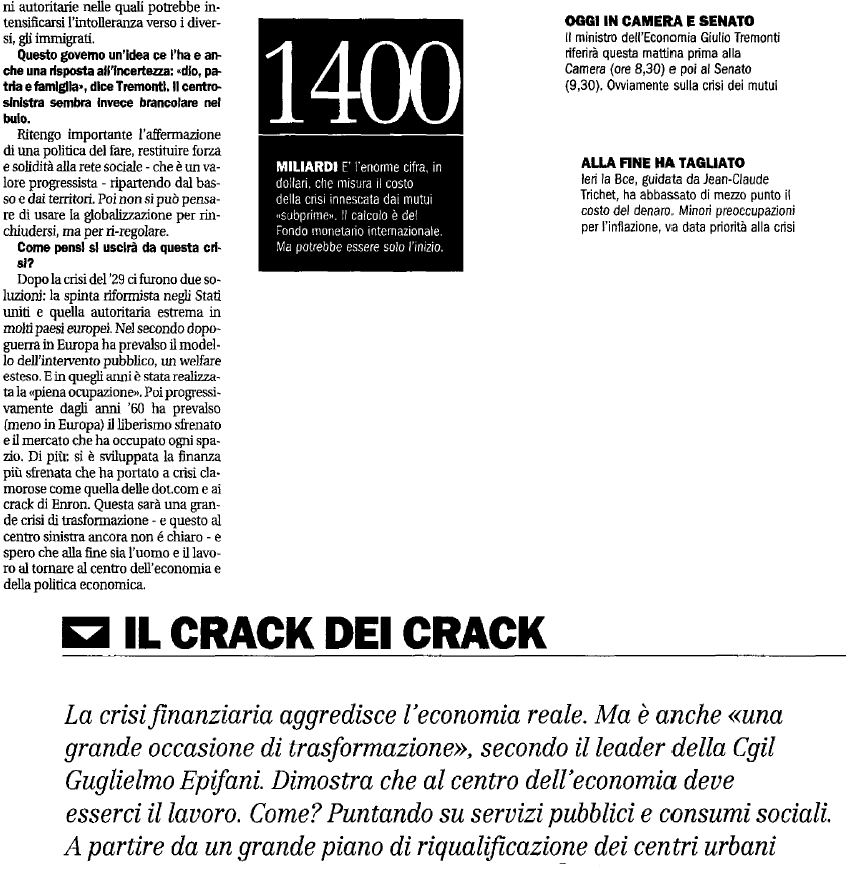 ni autoritarie nelle quali potrebbe in-
tensificarsi l'intolleranza verso i diver-
si, gli immigrati.
Questo governo un'idea ce l'ha e an-
che una risposta all'incertezza: «dio, pa-
tria e famiglia», dice Tremonti. Il centro-
sinistra sembra invece brancolare nel
buio.
Ritengo importante l'affermazione
di una politica del fare, restituire forza
e solidità alla rete sociale - che è un va-
lore progressista - ripartendo dal bas-
so e dai territori. Poi non si può pensa-
re di usare la globalizzazione per rin-
chiudersi, ma per ri-regolare.
Come pensi si uscirà da questa cri-
si?
Dopo la crisi del '29 ci furono due so-
luzioni: la spinta riformista negli Stati
uniti e quella autoritaria estrema in
molti paesi europei. Nel secondo dopo-
guerra in Europa ha prevalso il model-
lo dell'intervento pubblico, un welfare
esteso. E in quegli anni è stata realizza-
ta la «piena ocupazione». Poi progressi-
vamente dagli anni '60 ha prevalso
(meno in Europa) il liberismo sfrenato
e il mercato che ha occupato ogni spa-
zio. Di più: si è sviluppata la finanza
più sfrenata che ha portato a crisi cla-
morose come quella delle dot.com e ai
crack di Enron. Questa sarà una gran-
de crisi di trasformazione - e questo al
centro sinistra ancora non é chiaro - e
spero che alla fine sia l'uomo e il lavo-
ro al tornare al centro dell'economia e
della politica economica.
1400
MILIARDI E' l'enorme cifra, in
dollari, che misura il costo
della crisi innescata dai mutui
«subprime». Il calcolo è del
Fondo monetario internazionale.
Ma potrebbe essere solo l'inizio.
OGGI IN CAMERA E SENATO
Il ministro dell'Economia Giulio Tremonti
riferirà questa mattina prima alla
Camera (ore 8,30) e poi al Senato
(9,30). Ovviamente sulla crisi dei mutui
ALLA FINE HA TAGLIATO
Ieri la Bce, guidata da Jean-Claude
Trichet, ha abbassato di mezzo punto il
costo del denaro. Minori preoccupazioni
per l'inflazione, va data priorità alla crisi
IL CRACK DEI CRACK
La crisi finanziaria aggredisce l'economia reale. Ma è anche «una
grande occasione di trasformazione», secondo il leader della Cgil
Guglielmo Epifani. Dimostra che al centro dell'economia deve
esserci il lavoro. Come? Puntando su servizi pubblici e consumi sociali.
A partire da un grande piano di riqualificazione dei centri urbani